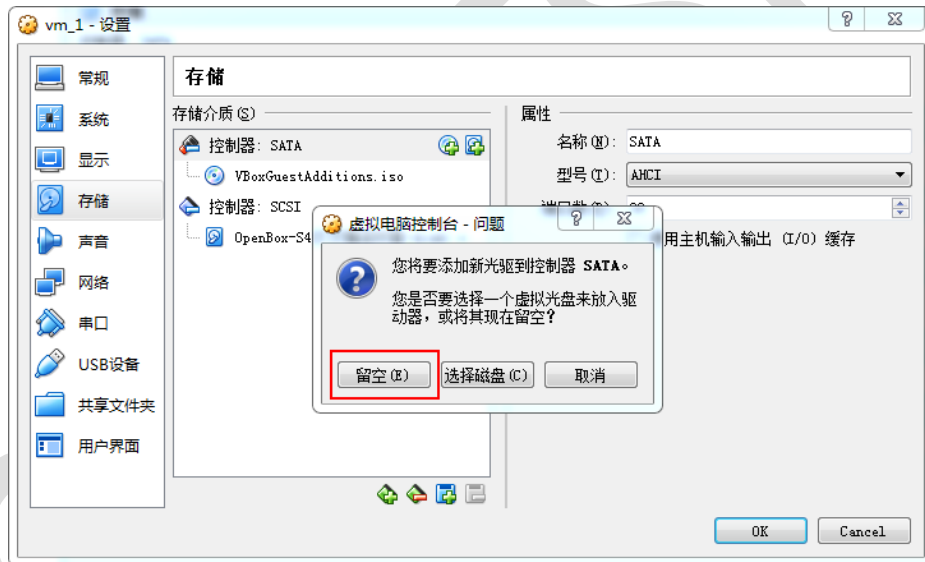 vm_1 - 设置
常规
系统
显示
存储
声音
网络
串口
USB设备
共享文件夹
用户界面
存储
存储介质(S)
控制器: SATA
VBoxGuestAdditions.iso
控制器: SCSI
OpenBox-S4
属性
名称(N): SATA
型号(T): AHCI
用主机输入输出 (I/O) 缓存
虚拟电脑控制台 - 问题
您将要添加新光驱到控制器 SATA。
您是否要选择一个虚拟光盘来放入驱
动器，或将其现在留空？
留空(E)
选择磁盘(C)
取消
OK
Cancel